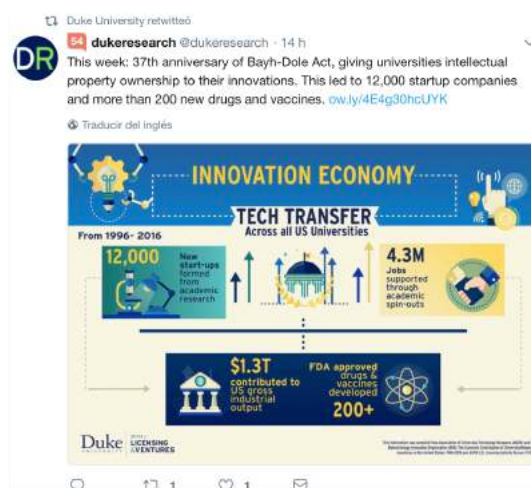 Duke University retwitteó
DR
54 dukeresearch @dukeresearch · 14 h
This week: 37th anniversary of Bayh-Dole Act, giving universities intellectual
property ownership to their innovations. This led to 12,000 startup companies
and more than 200 new drugs and vaccines. ow.ly/4E4g30hcUYK
Traducir del inglés
INNOVATION ECONOMY
TECH TRANSFER
Across all US Universities
From 1996- 2016
12,000
New
start-ups
formed
from
academic
research
4.3M
Jobs
supported
through
academic
spin-outs
$1.3T
contributed to
US gross
industrial
output
FDA approved
drugs &
vaccines
developed
200+
Duke
UNIVERSITY
LICENSING
&VENTURES
1
1